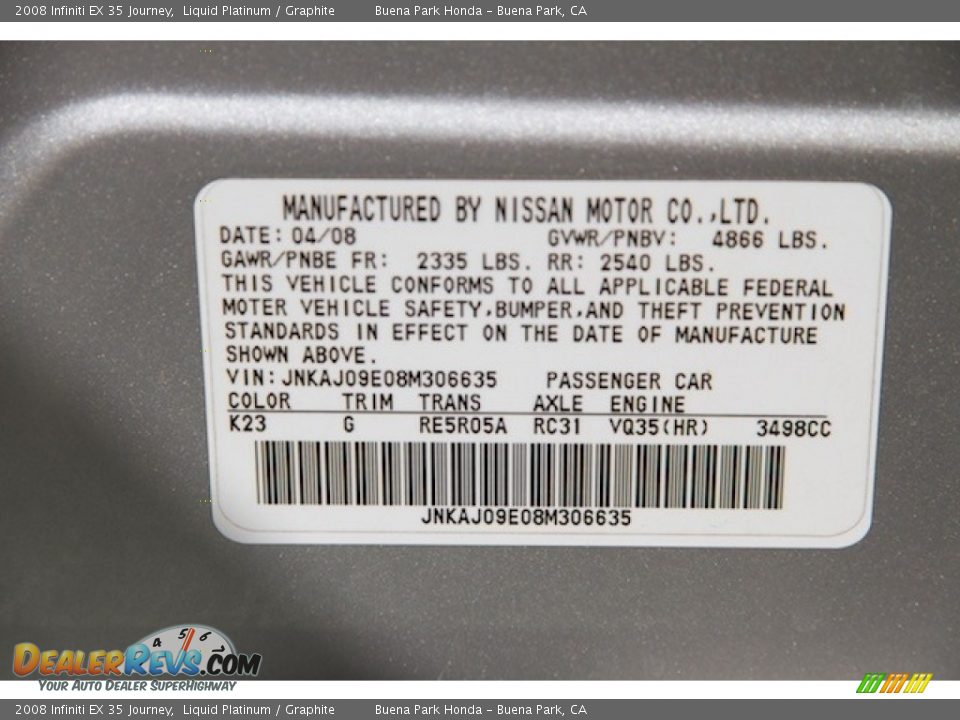 2008 Infiniti EX 35 Journey,  Liquid Platinum / Graphite        Buena Park Honda - Buena Park, CA
MANUFACTURED BY NISSAN MOTOR CO.,LTD.
DATE: 04/08 GVWR/PNBV: 4866 LBS.
GAWR/PNBE FR: 2335 LBS. RR: 2540 LBS.
THIS VEHICLE CONFORMS TO ALL APPLICABLE FEDERAL
MOTER VEHICLE SAFETY,BUMPER,AND THEFT PREVENTION
STANDARDS IN EFFECT ON THE DATE OF MANUFACTURE
SHOWN ABOVE.
VIN: JNKAJ09E08M306635 PASSENGER CAR
COLOR TRIM TRANS AXLE ENGINE
K23 G RE5R05A RC31 VQ35(HR) 3498CC
JNKAJ09E08M306635
4 5 6 7
DEALERREVS.COM
YOUR AUTO DEALER SUPERHIGHWAY
2008 Infiniti EX 35 Journey,  Liquid Platinum / Graphite        Buena Park Honda - Buena Park, CA